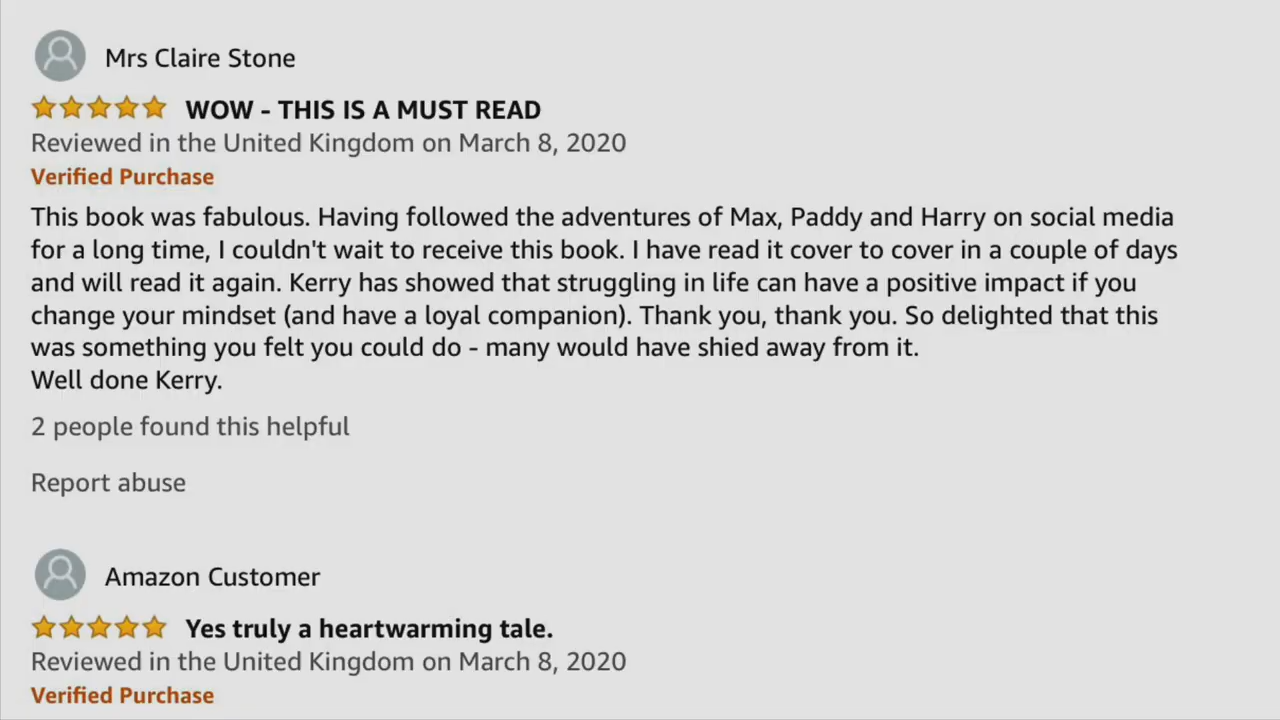 Mrs Claire Stone
WOW - THIS IS A MUST READ
Reviewed in the United Kingdom on March 8, 2020
Verified Purchase
This book was fabulous. Having followed the adventures of Max, Paddy and Harry on social media
for a long time, I couldn't wait to receive this book. I have read it cover to cover in a couple of days
and will read it again. Kerry has showed that struggling in life can have a positive impact if you
change your mindset (and have a loyal companion). Thank you, thank you. So delighted that this
was something you felt you could do - many would have shied away from it.
Well done Kerry.
2 people found this helpful
Report abuse
Amazon Customer
Yes truly a heartwarming tale.
Reviewed in the United Kingdom on March 8, 2020
Verified Purchase